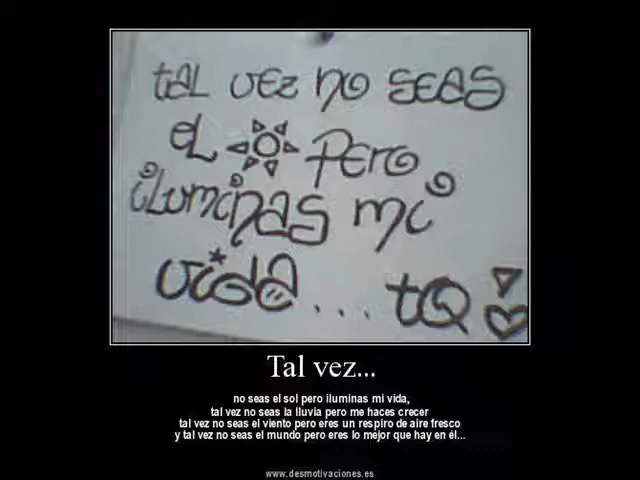 tal vez no seas
el pero
iluminas mi
vida... tQ
Tal vez...
no seas el sol pero iluminas mi vida,
tal vez no seas la lluvia pero me haces crecer
tal vez no seas el viento pero eres un respiro de aire fresco
y tal vez no seas el mundo pero eres lo mejor que hay en él...
www.desmotivaciones.es